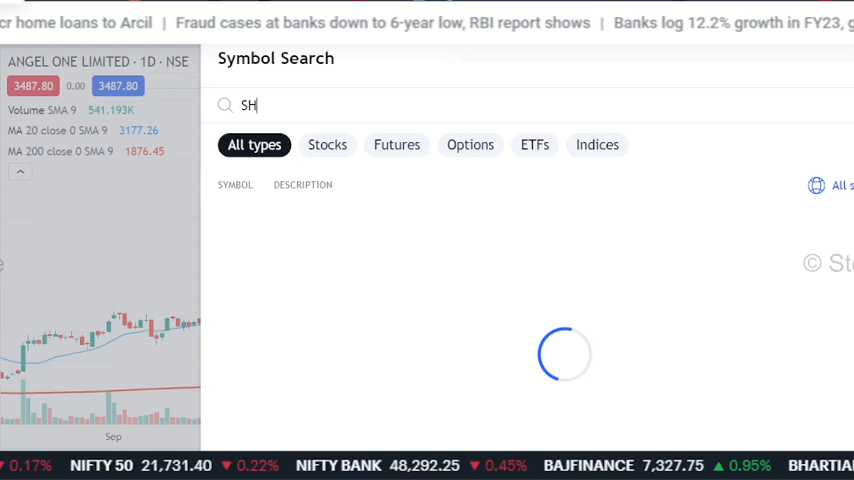 cr home loans to Arcil | Fraud cases at banks down to 6-year low, RBI report shows | Banks log 12.2% growth in FY23, g
ANGEL ONE LIMITED · 1D · NSE
3487.80 0.00 3487.80
Volume SMA 9 541.193K
MA 20 close 0 SMA 9 3177.26
MA 200 close 0 SMA 9 1876.45
Sep
Symbol Search
SH
All types Stocks Futures Options ETFs Indices
SYMBOL DESCRIPTION All s
© Sto
▼ 0.17% NIFTY 50 21,731.40 ▼ 0.22% NIFTY BANK 48,292.25 ▼ 0.45% BAJFINANCE 7,327.75 ▲ 0.95% BHARTIA